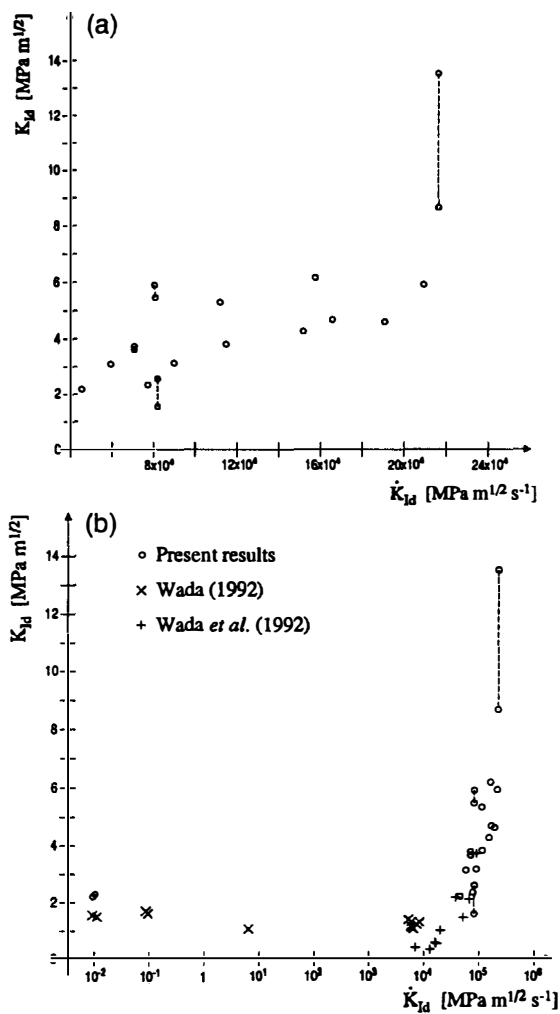 (a)
K_Id [MPa m^1/2]
14
12
10
8
6
4
2
0
8x10^4 12x10^4 16x10^4 20x10^4 24x10^4
K̇_Id [MPa m^1/2 s^-1]
(b)
K_Id [MPa m^1/2]
o Present results
× Wada (1992)
+ Wada et al. (1992)
14
12
10
8
6
4
2
0
10^-2 10^-1 1 10^1 10^2 10^3 10^4 10^5 10^6
K̇_Id [MPa m^1/2 s^-1]